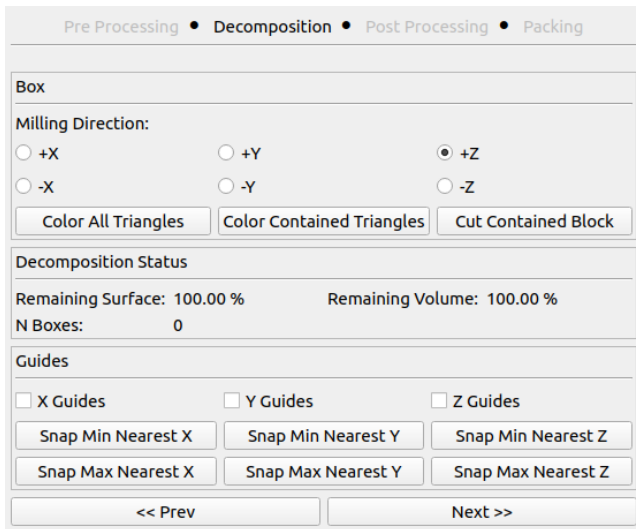 Pre Processing ● Decomposition ● Post Processing ● Packing
Box
Milling Direction:
+X +Y +Z
-X -Y -Z
Color All Triangles Color Contained Triangles Cut Contained Block
Decomposition Status
Remaining Surface: 100.00 % Remaining Volume: 100.00 %
N Boxes: 0
Guides
X Guides Y Guides Z Guides
Snap Min Nearest X Snap Min Nearest Y Snap Min Nearest Z
Snap Max Nearest X Snap Max Nearest Y Snap Max Nearest Z
<< Prev Next >>